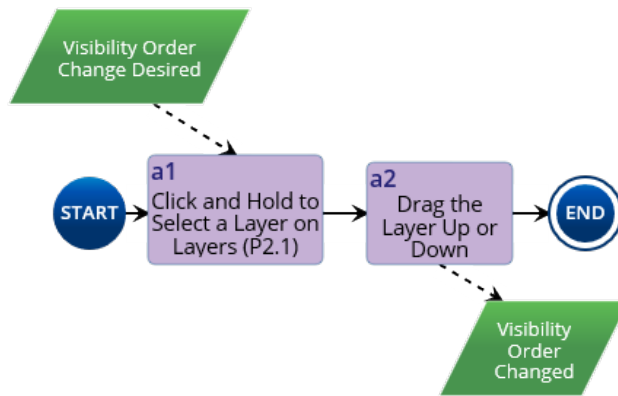 Visibility Order
Change Desired
a1
Click and Hold to
Select a Layer on
Layers (P2.1)
a2
Drag the
Layer Up or
Down
START
END
Visibility
Order
Changed